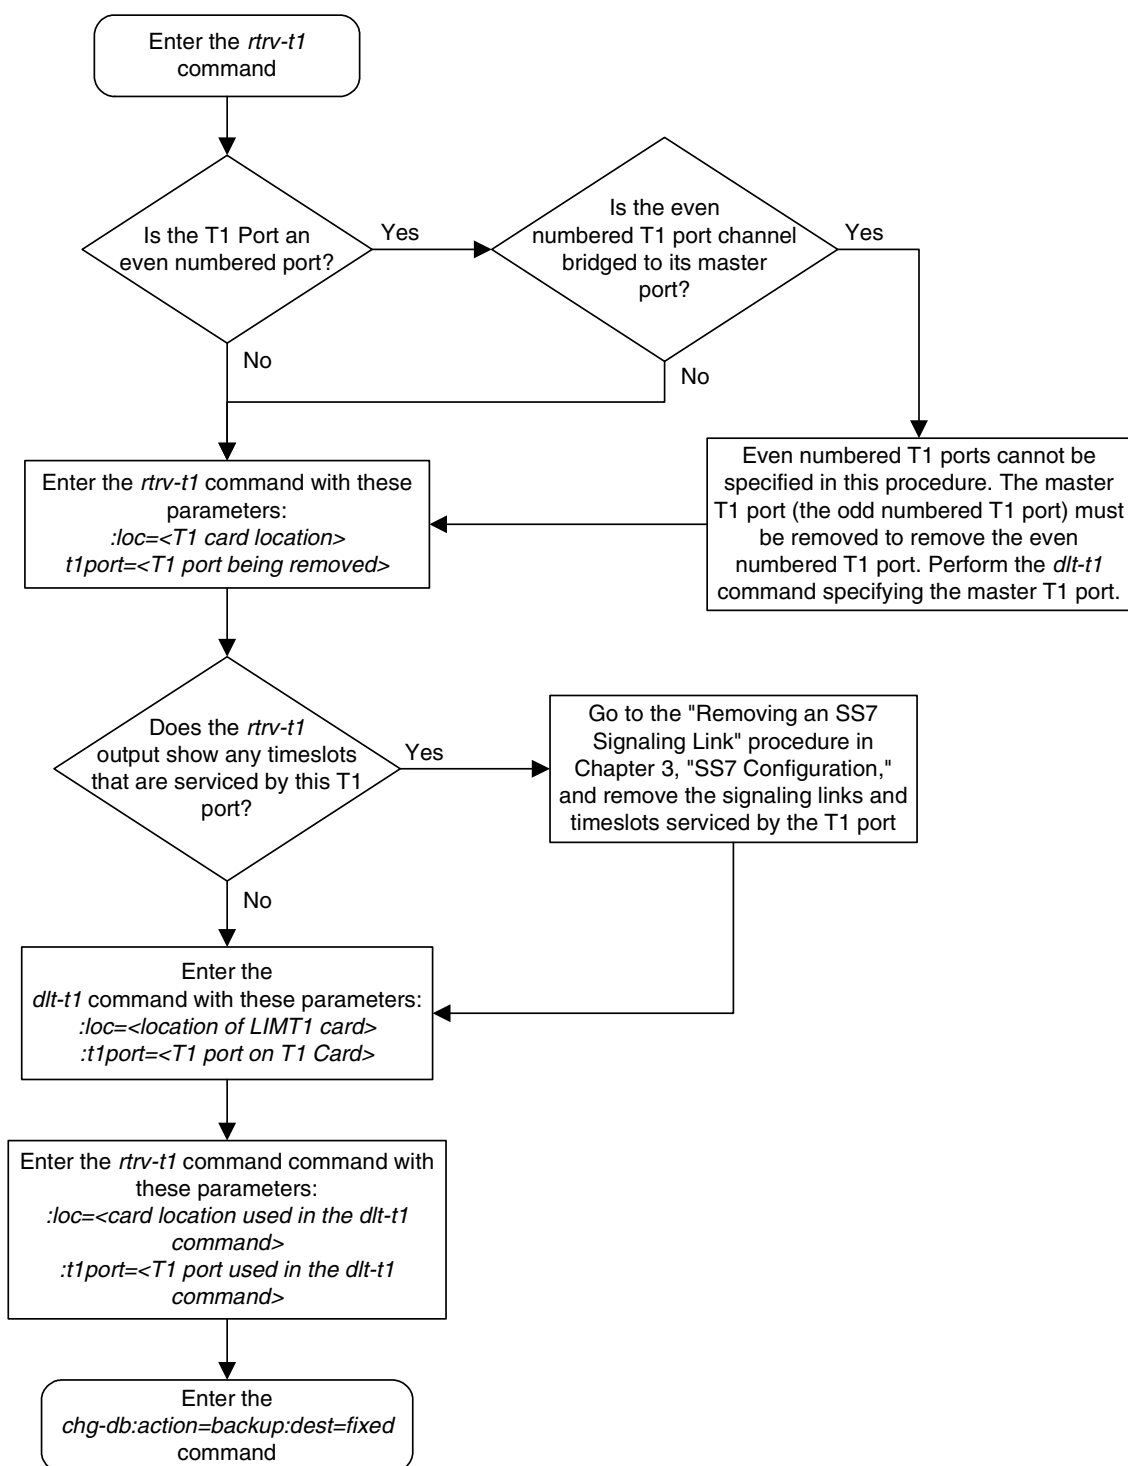 Enter the rtrv-t1
command
Is the T1 Port an
even numbered port?
Yes
Is the even
numbered T1 port channel
bridged to its master
port?
Yes
No
No
Enter the rtrv-t1 command with these
parameters:
:loc=<T1 card location>
t1port=<T1 port being removed>
Even numbered T1 ports cannot be
specified in this procedure. The master
T1 port (the odd numbered T1 port) must
be removed to remove the even
numbered T1 port. Perform the dlt-t1
command specifying the master T1 port.
Does the rtrv-t1
output show any timeslots
that are serviced by this T1
port?
Yes
Go to the "Removing an SS7
Signaling Link" procedure in
Chapter 3, "SS7 Configuration,"
and remove the signaling links and
timeslots serviced by the T1 port
No
Enter the
dlt-t1 command with these parameters:
:loc=<location of LIMT1 card>
:t1port=<T1 port on T1 Card>
Enter the rtrv-t1 command command with
these parameters:
:loc=<card location used in the dlt-t1
command>
:t1port=<T1 port used in the dlt-t1
command>
Enter the
chg-db:action=backup:dest=fixed
command